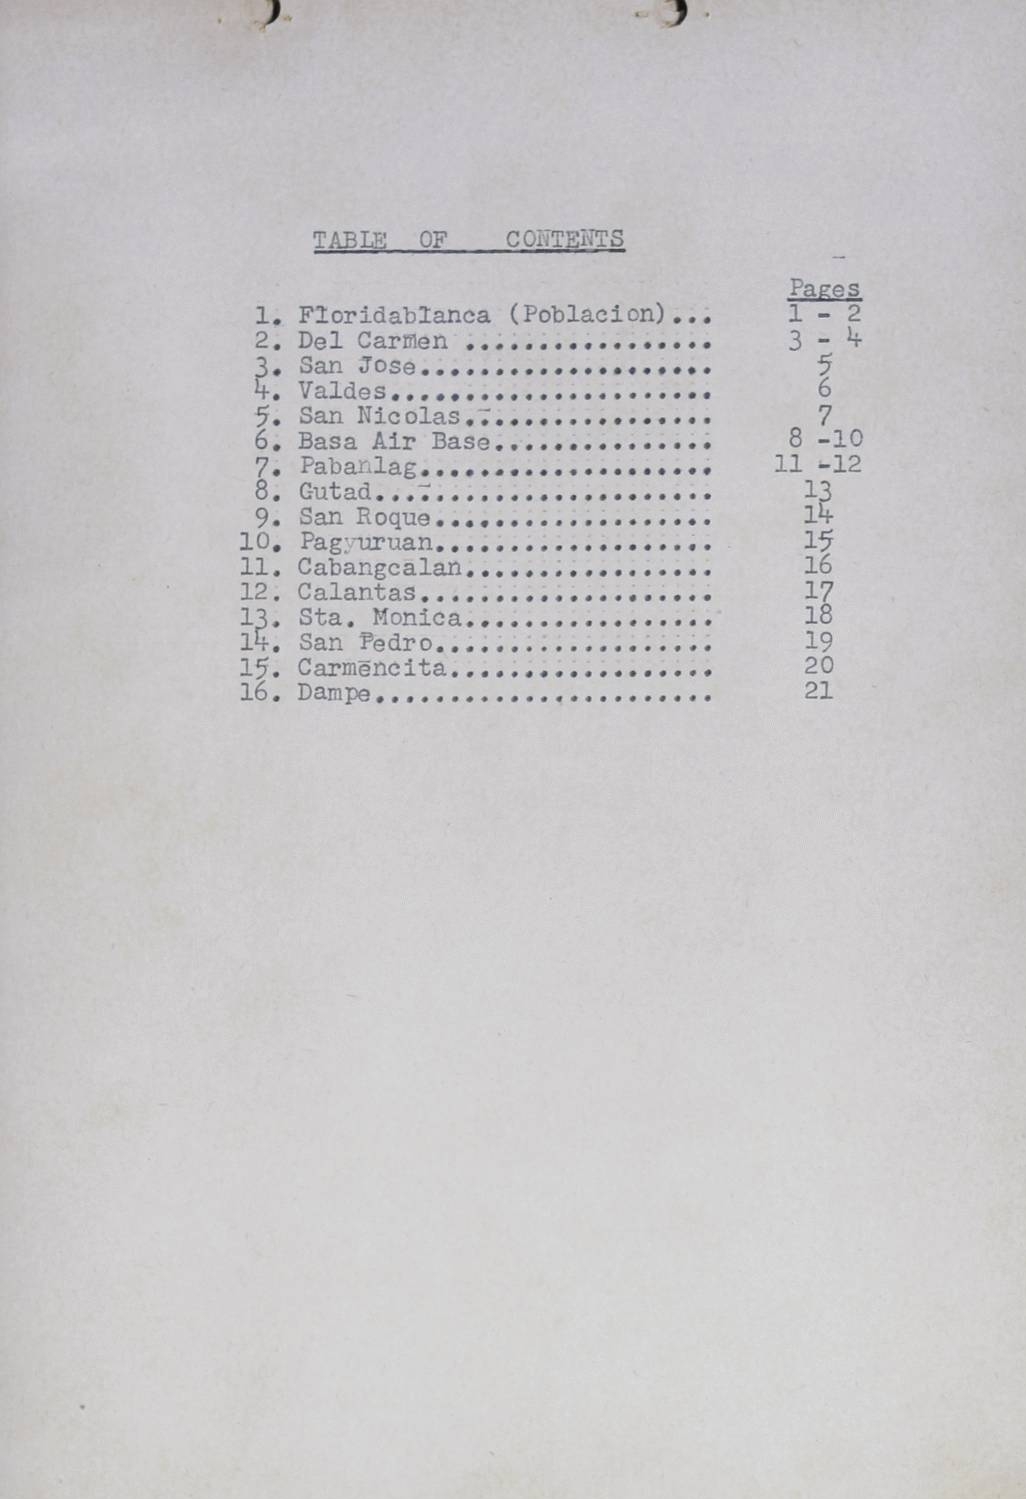 TABLE OF CONTENTS
Pages
1. Floridablanca (Poblacion)... 1 - 2
2. Del Carmen ................. 3 - 4
3. San Jose.................... 5
4. Valdes...................... 6
5. San Nicolas................. 7
6. Basa Air Base............... 8 -10
7. Pabanlag.................... 11 -12
8. Gutad....................... 13
9. San Roque................... 14
10. Pagyuruan................... 15
11. Cabangcalan................. 16
12. Calantas.................... 17
13. Sta. Monica................. 18
14. San Pedro................... 19
15. Carmencita.................. 20
16. Dampe....................... 21